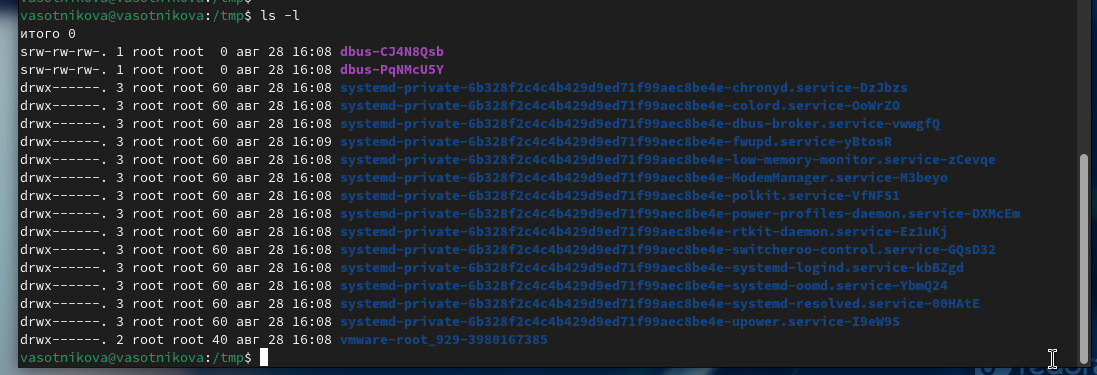 vasotnikova@vasotnikova:/tmp$ ls -l
итого 0
srw-rw-rw-. 1 root root  0 авг 28 16:08 dbus-CJ4N8Qsb
srw-rw-rw-. 1 root root  0 авг 28 16:08 dbus-PqNMcU5Y
drwx------. 3 root root 60 авг 28 16:08 systemd-private-6b328f2c4c4b429d9ed71f99aec8be4e-chronyd.service-DzJbzs
drwx------. 3 root root 60 авг 28 16:08 systemd-private-6b328f2c4c4b429d9ed71f99aec8be4e-colord.service-OoWrZO
drwx------. 3 root root 60 авг 28 16:08 systemd-private-6b328f2c4c4b429d9ed71f99aec8be4e-dbus-broker.service-vwwgfQ
drwx------. 3 root root 60 авг 28 16:09 systemd-private-6b328f2c4c4b429d9ed71f99aec8be4e-fwupd.service-yBtosR
drwx------. 3 root root 60 авг 28 16:08 systemd-private-6b328f2c4c4b429d9ed71f99aec8be4e-low-memory-monitor.service-zCevqe
drwx------. 3 root root 60 авг 28 16:08 systemd-private-6b328f2c4c4b429d9ed71f99aec8be4e-ModemManager.service-M3beyo
drwx------. 3 root root 60 авг 28 16:08 systemd-private-6b328f2c4c4b429d9ed71f99aec8be4e-polkit.service-VfNFS1
drwx------. 3 root root 60 авг 28 16:08 systemd-private-6b328f2c4c4b429d9ed71f99aec8be4e-power-profiles-daemon.service-DXMcEm
drwx------. 3 root root 60 авг 28 16:08 systemd-private-6b328f2c4c4b429d9ed71f99aec8be4e-rtkit-daemon.service-Ez1uKj
drwx------. 3 root root 60 авг 28 16:08 systemd-private-6b328f2c4c4b429d9ed71f99aec8be4e-switcheroo-control.service-GQsD32
drwx------. 3 root root 60 авг 28 16:08 systemd-private-6b328f2c4c4b429d9ed71f99aec8be4e-systemd-logind.service-kbBZgd
drwx------. 3 root root 60 авг 28 16:08 systemd-private-6b328f2c4c4b429d9ed71f99aec8be4e-systemd-oomd.service-YbmQ24
drwx------. 3 root root 60 авг 28 16:08 systemd-private-6b328f2c4c4b429d9ed71f99aec8be4e-systemd-resolved.service-00HAtE
drwx------. 3 root root 60 авг 28 16:08 systemd-private-6b328f2c4c4b429d9ed71f99aec8be4e-upower.service-I9eW9S
drwx------. 2 root root 40 авг 28 16:08 vmware-root_929-3980167385
vasotnikova@vasotnikova:/tmp$